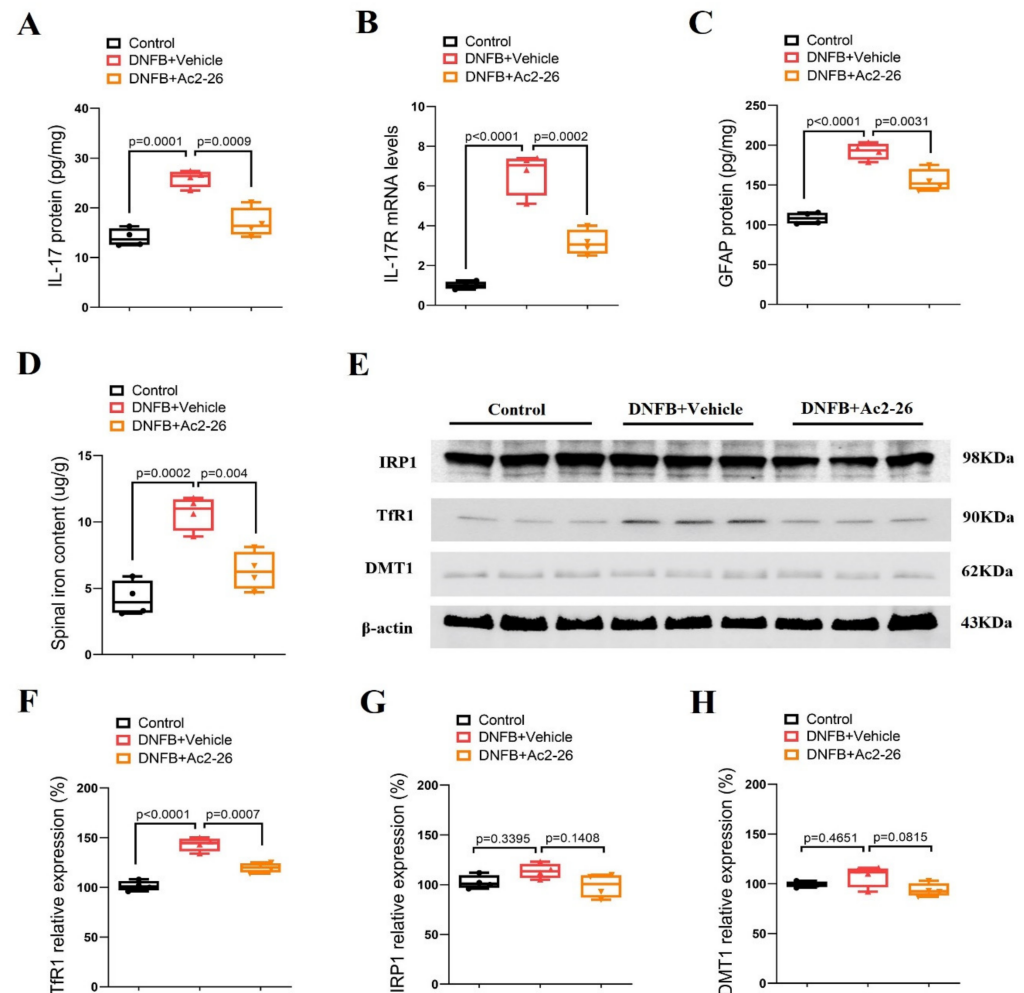 A
Control
DNFB+Vehicle
DNFB+Ac2-26
IL-17 protein (pg/mg)
40
30
20
10
0
p=0.0001
p=0.0009
B
Control
DNFB+Vehicle
DNFB+Ac2-26
IL-17R mRNA levels
10
8
6
4
2
0
p<0.0001
p=0.0002
C
Control
DNFB+Vehicle
DNFB+Ac2-26
GFAP protein (pg/mg)
250
200
150
100
50
0
p<0.0001
p=0.0031
D
Control
DNFB+Vehicle
DNFB+Ac2-26
Spinal iron content (ug/g)
15
10
5
0
p=0.0002
p=0.004
E
Control DNFB+Vehicle DNFB+Ac2-26
IRP1 98KDa
TfR1 90KDa
DMT1 62KDa
β-actin 43KDa
F
Control
DNFB+Vehicle
DNFB+Ac2-26
TfR1 relative expression (%)
200
150
100
50
0
p<0.0001
p=0.0007
G
Control
DNFB+Vehicle
DNFB+Ac2-26
IRP1 relative expression (%)
200
150
100
50
0
p=0.3395
p=0.1408
H
Control
DNFB+Vehicle
DNFB+Ac2-26
DMT1 relative expression (%)
200
150
100
50
0
p=0.4651
p=0.0815